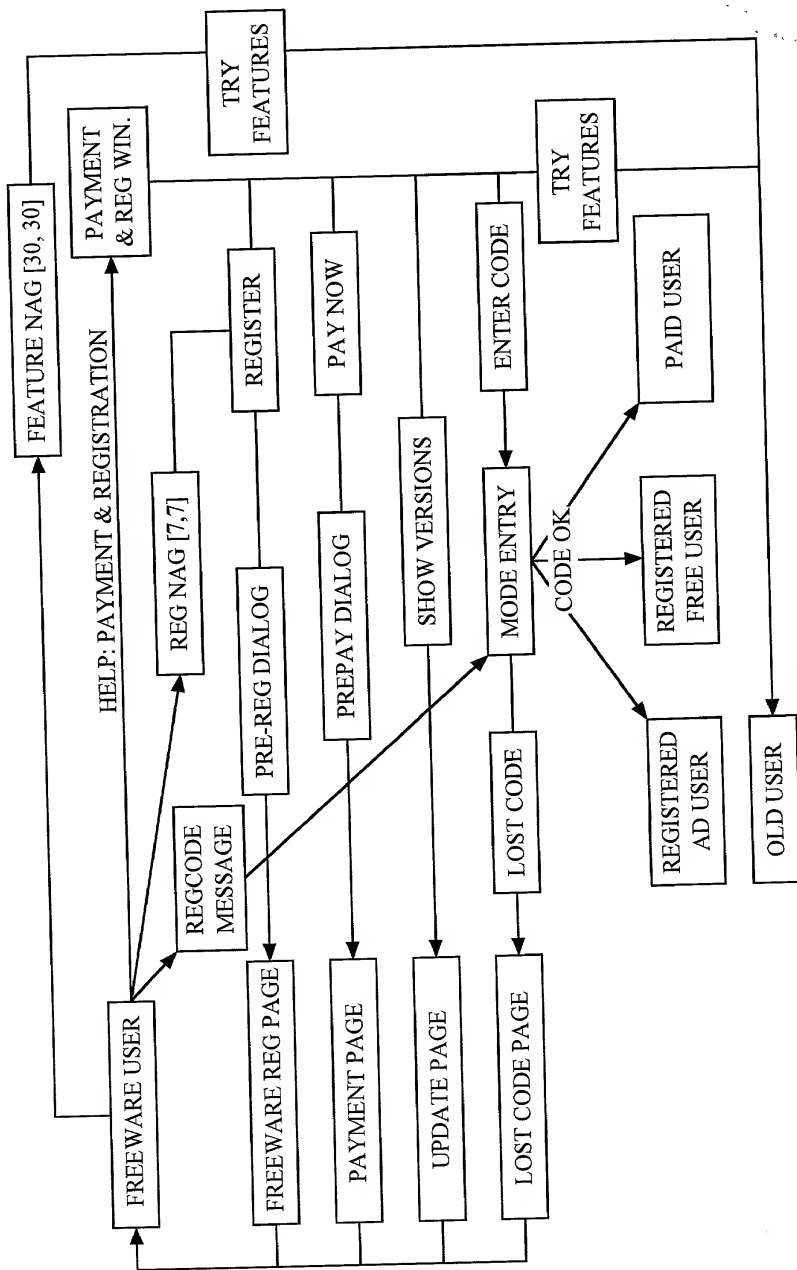 FREEWARE USER
FEATURE NAG [30, 30]
TRY
FEATURES
HELP: PAYMENT & REGISTRATION
PAYMENT
& REG WIN.
REG NAG [7,7]
REGCODE
MESSAGE
FREEWARE REG PAGE
PRE-REG DIALOG
REGISTER
PAYMENT PAGE
PREPAY DIALOG
PAY NOW
UPDATE PAGE
SHOW VERSIONS
LOST CODE PAGE
LOST CODE
MODE ENTRY
ENTER CODE
TRY
FEATURES
CODE OK
REGISTERED
AD USER
REGISTERED
FREE USER
PAID USER
OLD USER